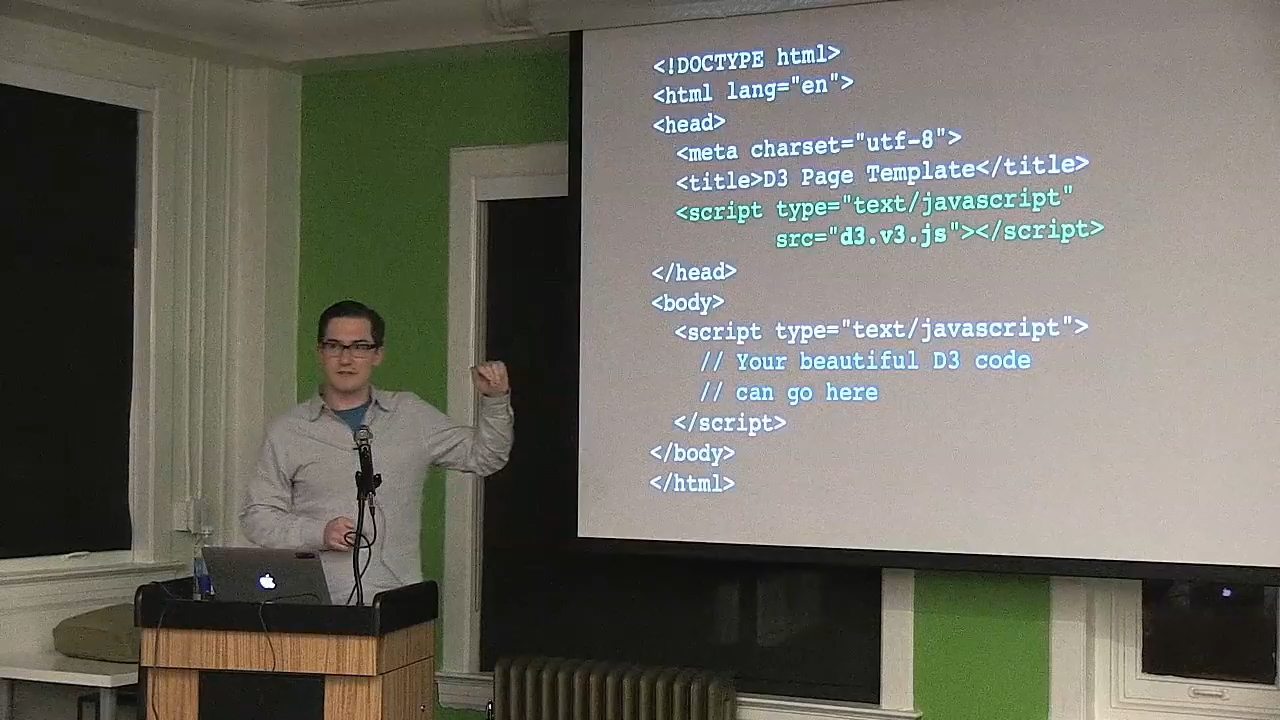 <!DOCTYPE html>
<html lang="en">
<head>
<meta charset="utf-8">
<title>D3 Page Template</title>
<script type="text/javascript"
src="d3.v3.js"></script>
</head>
<body>
<script type="text/javascript">
// Your beautiful D3 code
// can go here
</script>
</body>
</html>